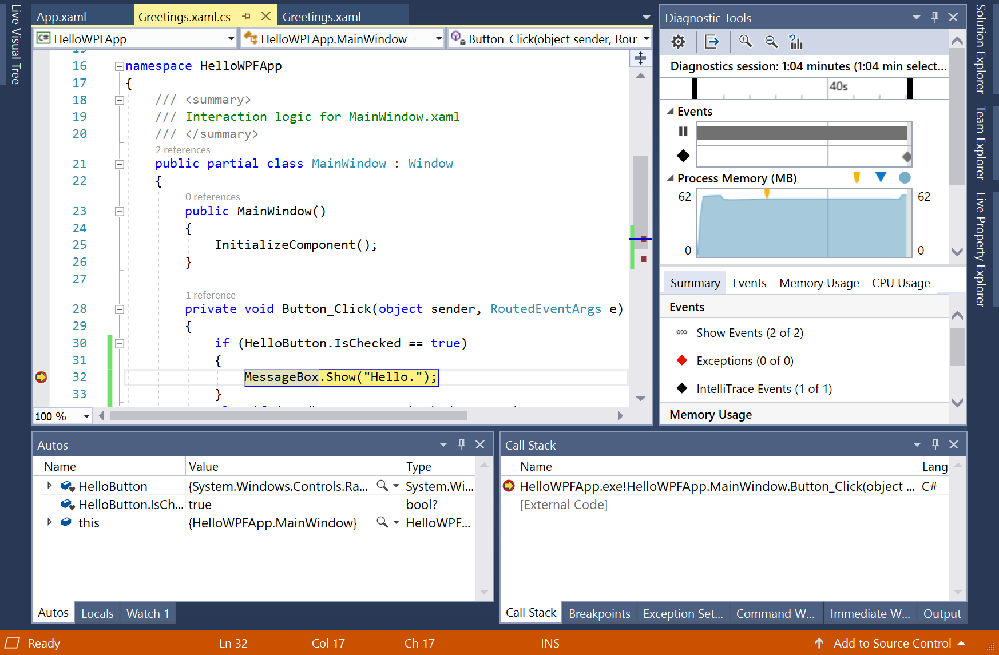 Live Visual Tree
App.xaml
Greetings.xaml.cs
Greetings.xaml
C# HelloWPFApp
HelloWPFApp.MainWindow
Button_Click(object sender, Rout
15
16 namespace HelloWPFApp
17 {
18 /// <summary>
19 /// Interaction logic for MainWindow.xaml
20 /// </summary>
2 references
21 public partial class MainWindow : Window
22 {
0 references
23 public MainWindow()
24 {
25 InitializeComponent();
26 }
27
1 reference
28 private void Button_Click(object sender, RoutedEventArgs e)
29 {
30 if (HelloButton.IsChecked == true)
31 {
32 MessageBox.Show("Hello.");
33 }
100 %
Diagnostic Tools
Diagnostics session: 1:04 minutes (1:04 min select...
40s
Events
Process Memory (MB)
62 62
0 0
Summary Events Memory Usage CPU Usage
Events
Show Events (2 of 2)
Exceptions (0 of 0)
IntelliTrace Events (1 of 1)
Memory Usage
Solution Explorer
Team Explorer
Live Property Explorer
Autos
Name Value Type
HelloButton {System.Windows.Controls.Ra... System.Wi...
HelloButton.IsCh... true bool?
this {HelloWPFApp.MainWindow} HelloWPF...
Autos Locals Watch 1
Call Stack
Name Langu
HelloWPFApp.exe!HelloWPFApp.MainWindow.Button_Click(object ... C#
[External Code]
Call Stack Breakpoints Exception Set... Command W... Immediate W... Output
Ready Ln 32 Col 17 Ch 17 INS Add to Source Control